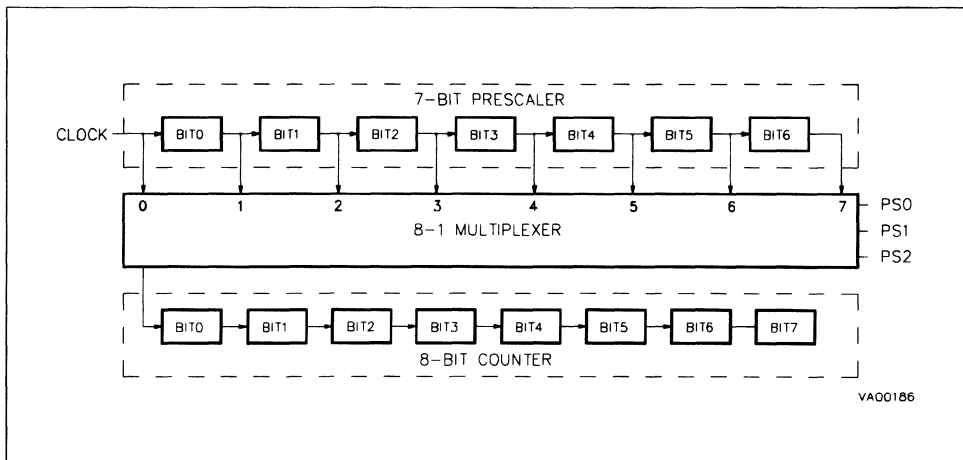 7-BIT PRESCALER
CLOCK BIT0 BIT1 BIT2 BIT3 BIT4 BIT5 BIT6
0 1 2 3 4 5 6 7 PS0
8-1 MULTIPLEXER PS1
PS2
BIT0 BIT1 BIT2 BIT3 BIT4 BIT5 BIT6 BIT7
8-BIT COUNTER
VA00186